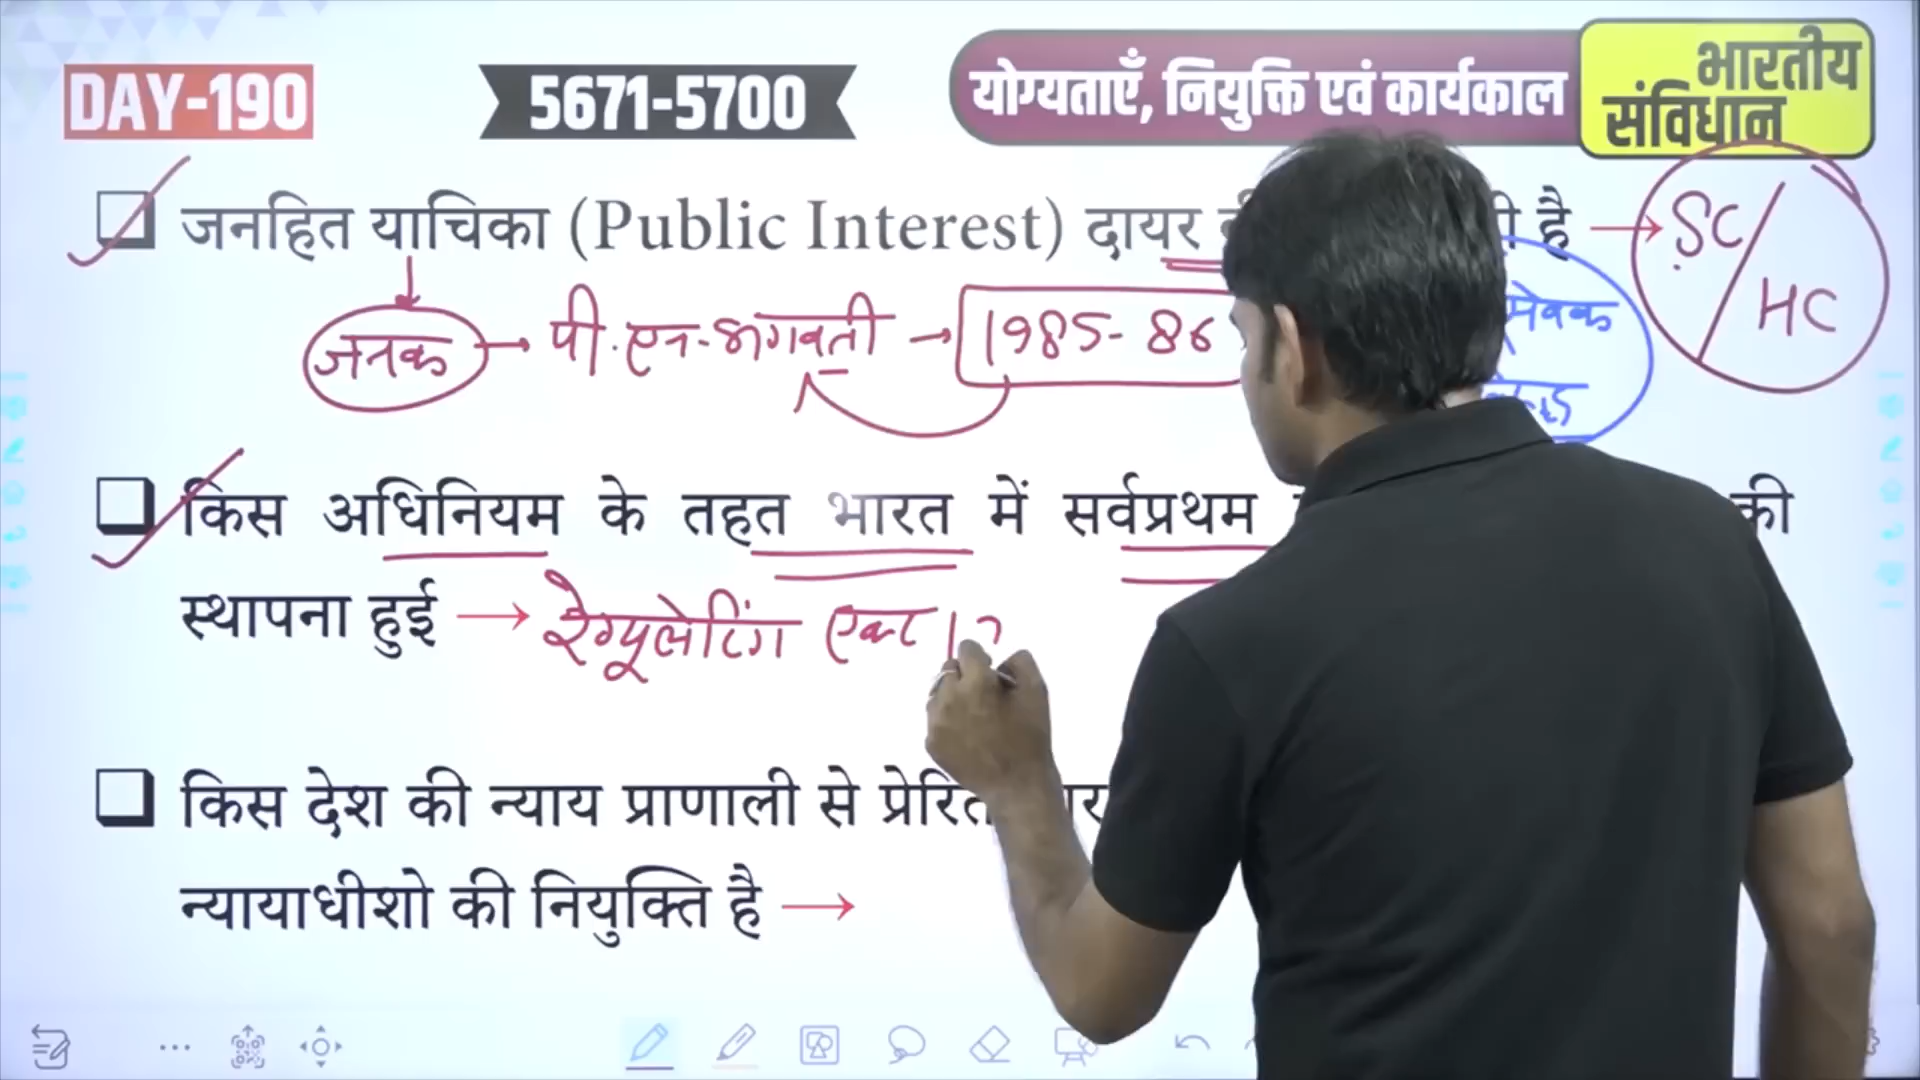 DAY-190
5671-5700
योग्यताएँ, नियुक्ति एवं कार्यकाल
भारतीय
संविधान
जनहित याचिका (Public Interest) दायर है → SC/HC
जनक → पी. एन. भगवती → 1985-86
किस अधिनियम के तहत भारत में सर्वप्रथम की
स्थापना हुई → रेग्यूलेटिंग एक्ट
किस देश की न्याय प्राणाली से प्रेरित
न्यायाधीशो की नियुक्ति है →